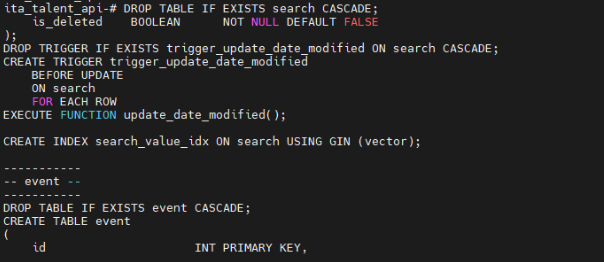 ita_talent_api-# DROP TABLE IF EXISTS search CASCADE;
    is_deleted    BOOLEAN      NOT NULL DEFAULT FALSE
);
DROP TRIGGER IF EXISTS trigger_update_date_modified ON search CASCADE;
CREATE TRIGGER trigger_update_date_modified
    BEFORE UPDATE
    ON search
    FOR EACH ROW
EXECUTE FUNCTION update_date_modified();

CREATE INDEX search_value_idx ON search USING GIN (vector);

-----------
-- event --
-----------
DROP TABLE IF EXISTS event CASCADE;
CREATE TABLE event
(
    id                     INT PRIMARY KEY,